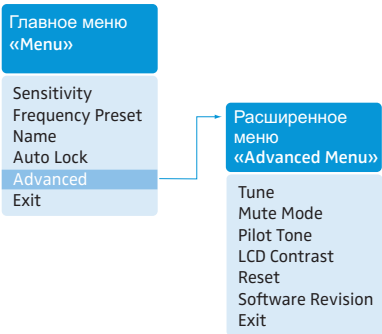 Главное меню
«Menu»
Sensitivity
Frequency Preset
Name
Auto Lock
Advanced
Exit
Расширенное
меню
«Advanced Menu»
Tune
Mute Mode
Pilot Tone
LCD Contrast
Reset
Software Revision
Exit